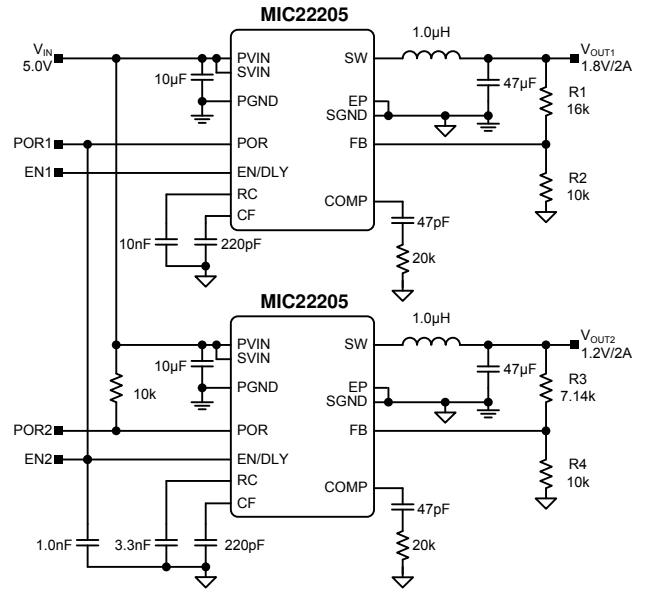 MIC22205
V_IN
5.0V
PVIN
SVIN
10µF
PGND
POR1
POR
EN1
EN/DLY
RC
CF
10nF
220pF
SW
1.0µH
V_OUT1
1.8V/2A
47µF
R1
16k
EP
SGND
FB
R2
10k
COMP
47pF
20k
MIC22205
PVIN
SVIN
10µF
PGND
10k
POR2
POR
EN2
EN/DLY
RC
CF
1.0nF
3.3nF
220pF
SW
1.0µH
V_OUT2
1.2V/2A
47µF
R3
7.14k
EP
SGND
FB
R4
10k
COMP
47pF
20k